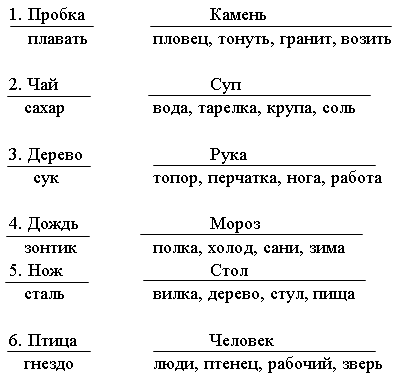 1. Пробка Камень
плавать пловец, тонуть, гранит, возить
2. Чай Суп
сахар вода, тарелка, крупа, соль
3. Дерево Рука
сук топор, перчатка, нога, работа
4. Дождь Мороз
зонтик полка, холод, сани, зима
5. Нож Стол
сталь вилка, дерево, стул, пища
6. Птица Человек
гнездо люди, птенец, рабочий, зверь